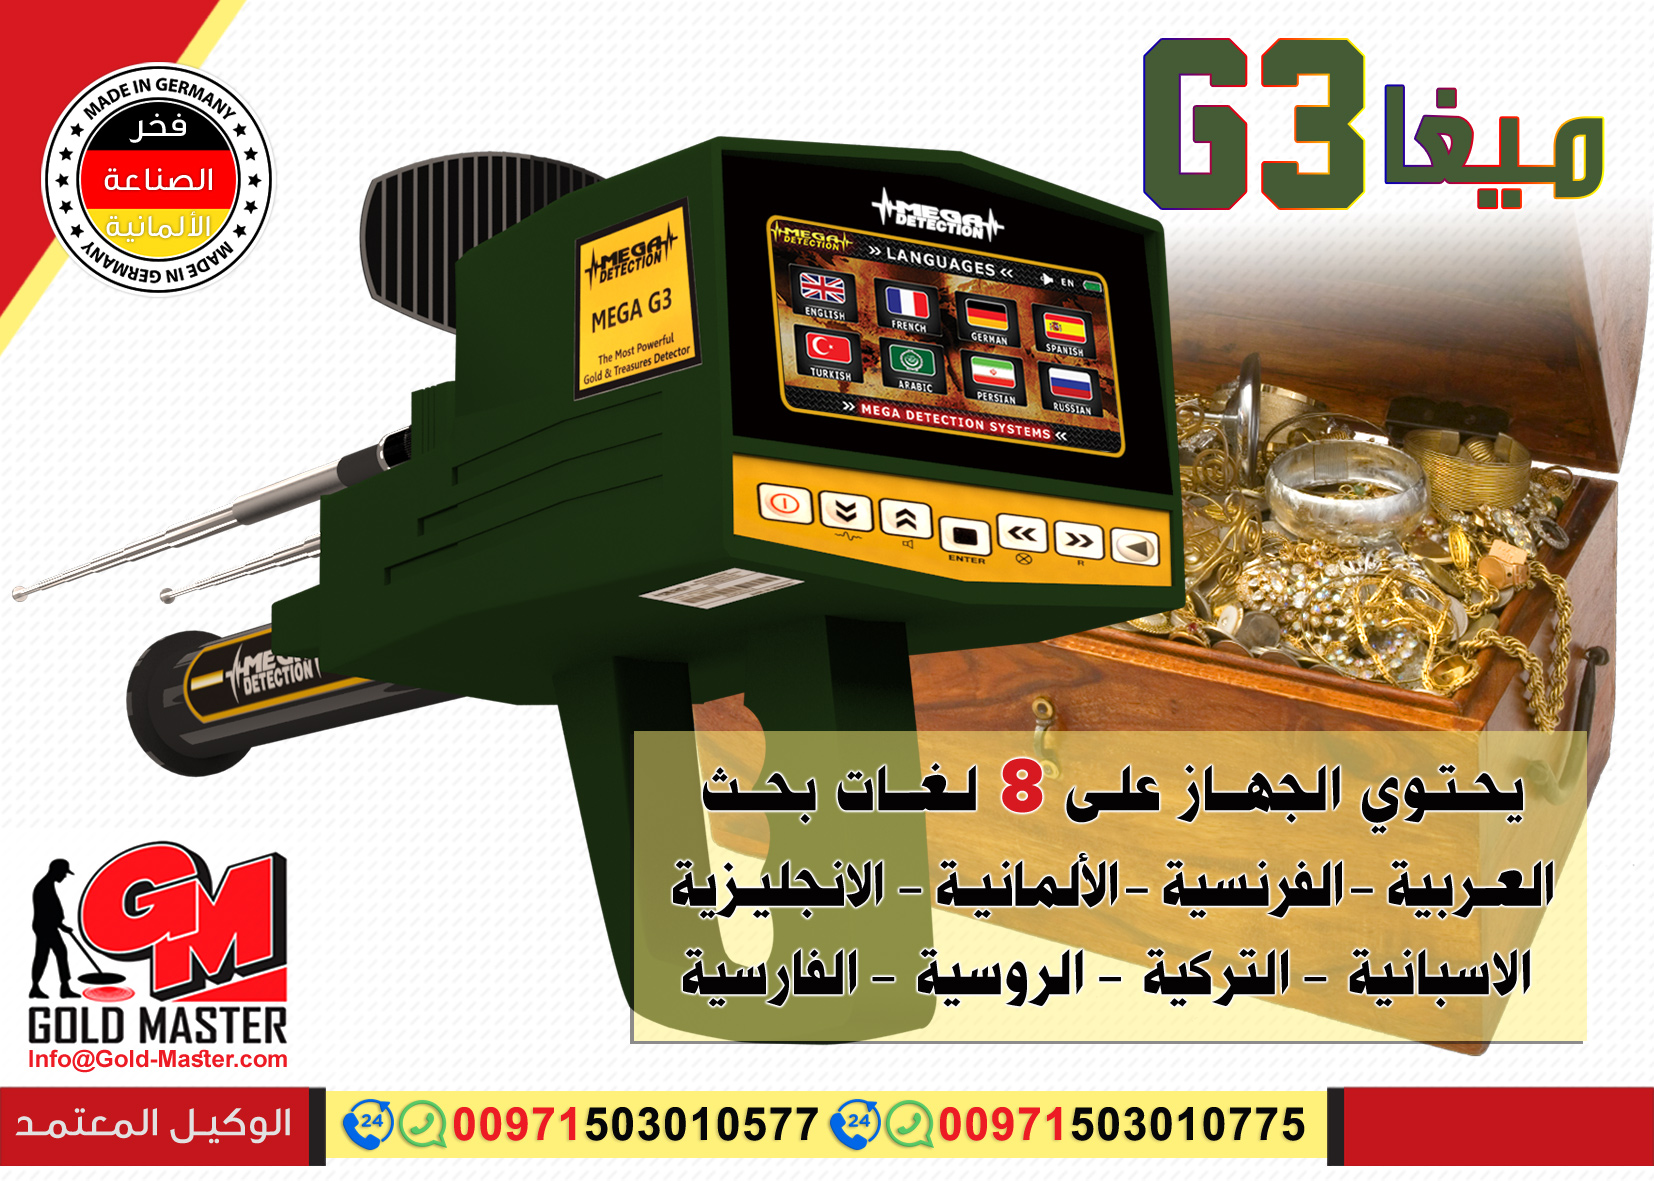 MADE IN GERMANY
فخر
الصناعة
الألمانية
MADE IN GERMANY
ميغا G3
MEGA
DETECTION
MEGA G3
The Most Powerful
Gold & Treasures Detector
MEGA
DETECTION
MEGA
DETECTION
» LANGUAGES «
EN
ENGLISH
FRENCH
GERMAN
SPANISH
TURKISH
ARABIC
PERSIAN
RUSSIAN
» MEGA DETECTION SYSTEMS «
ENTER
R
MEGA
DETECTION
يحتوي الجهاز على 8 لغات بحث
العربية - الفرنسية - الألمانية - الانجليزية
الاسبانية - التركية - الروسية - الفارسية
GM
GOLD MASTER
Info@Gold-Master.com
الوكيل المعتمد
24 00971503010577 24 00971503010775